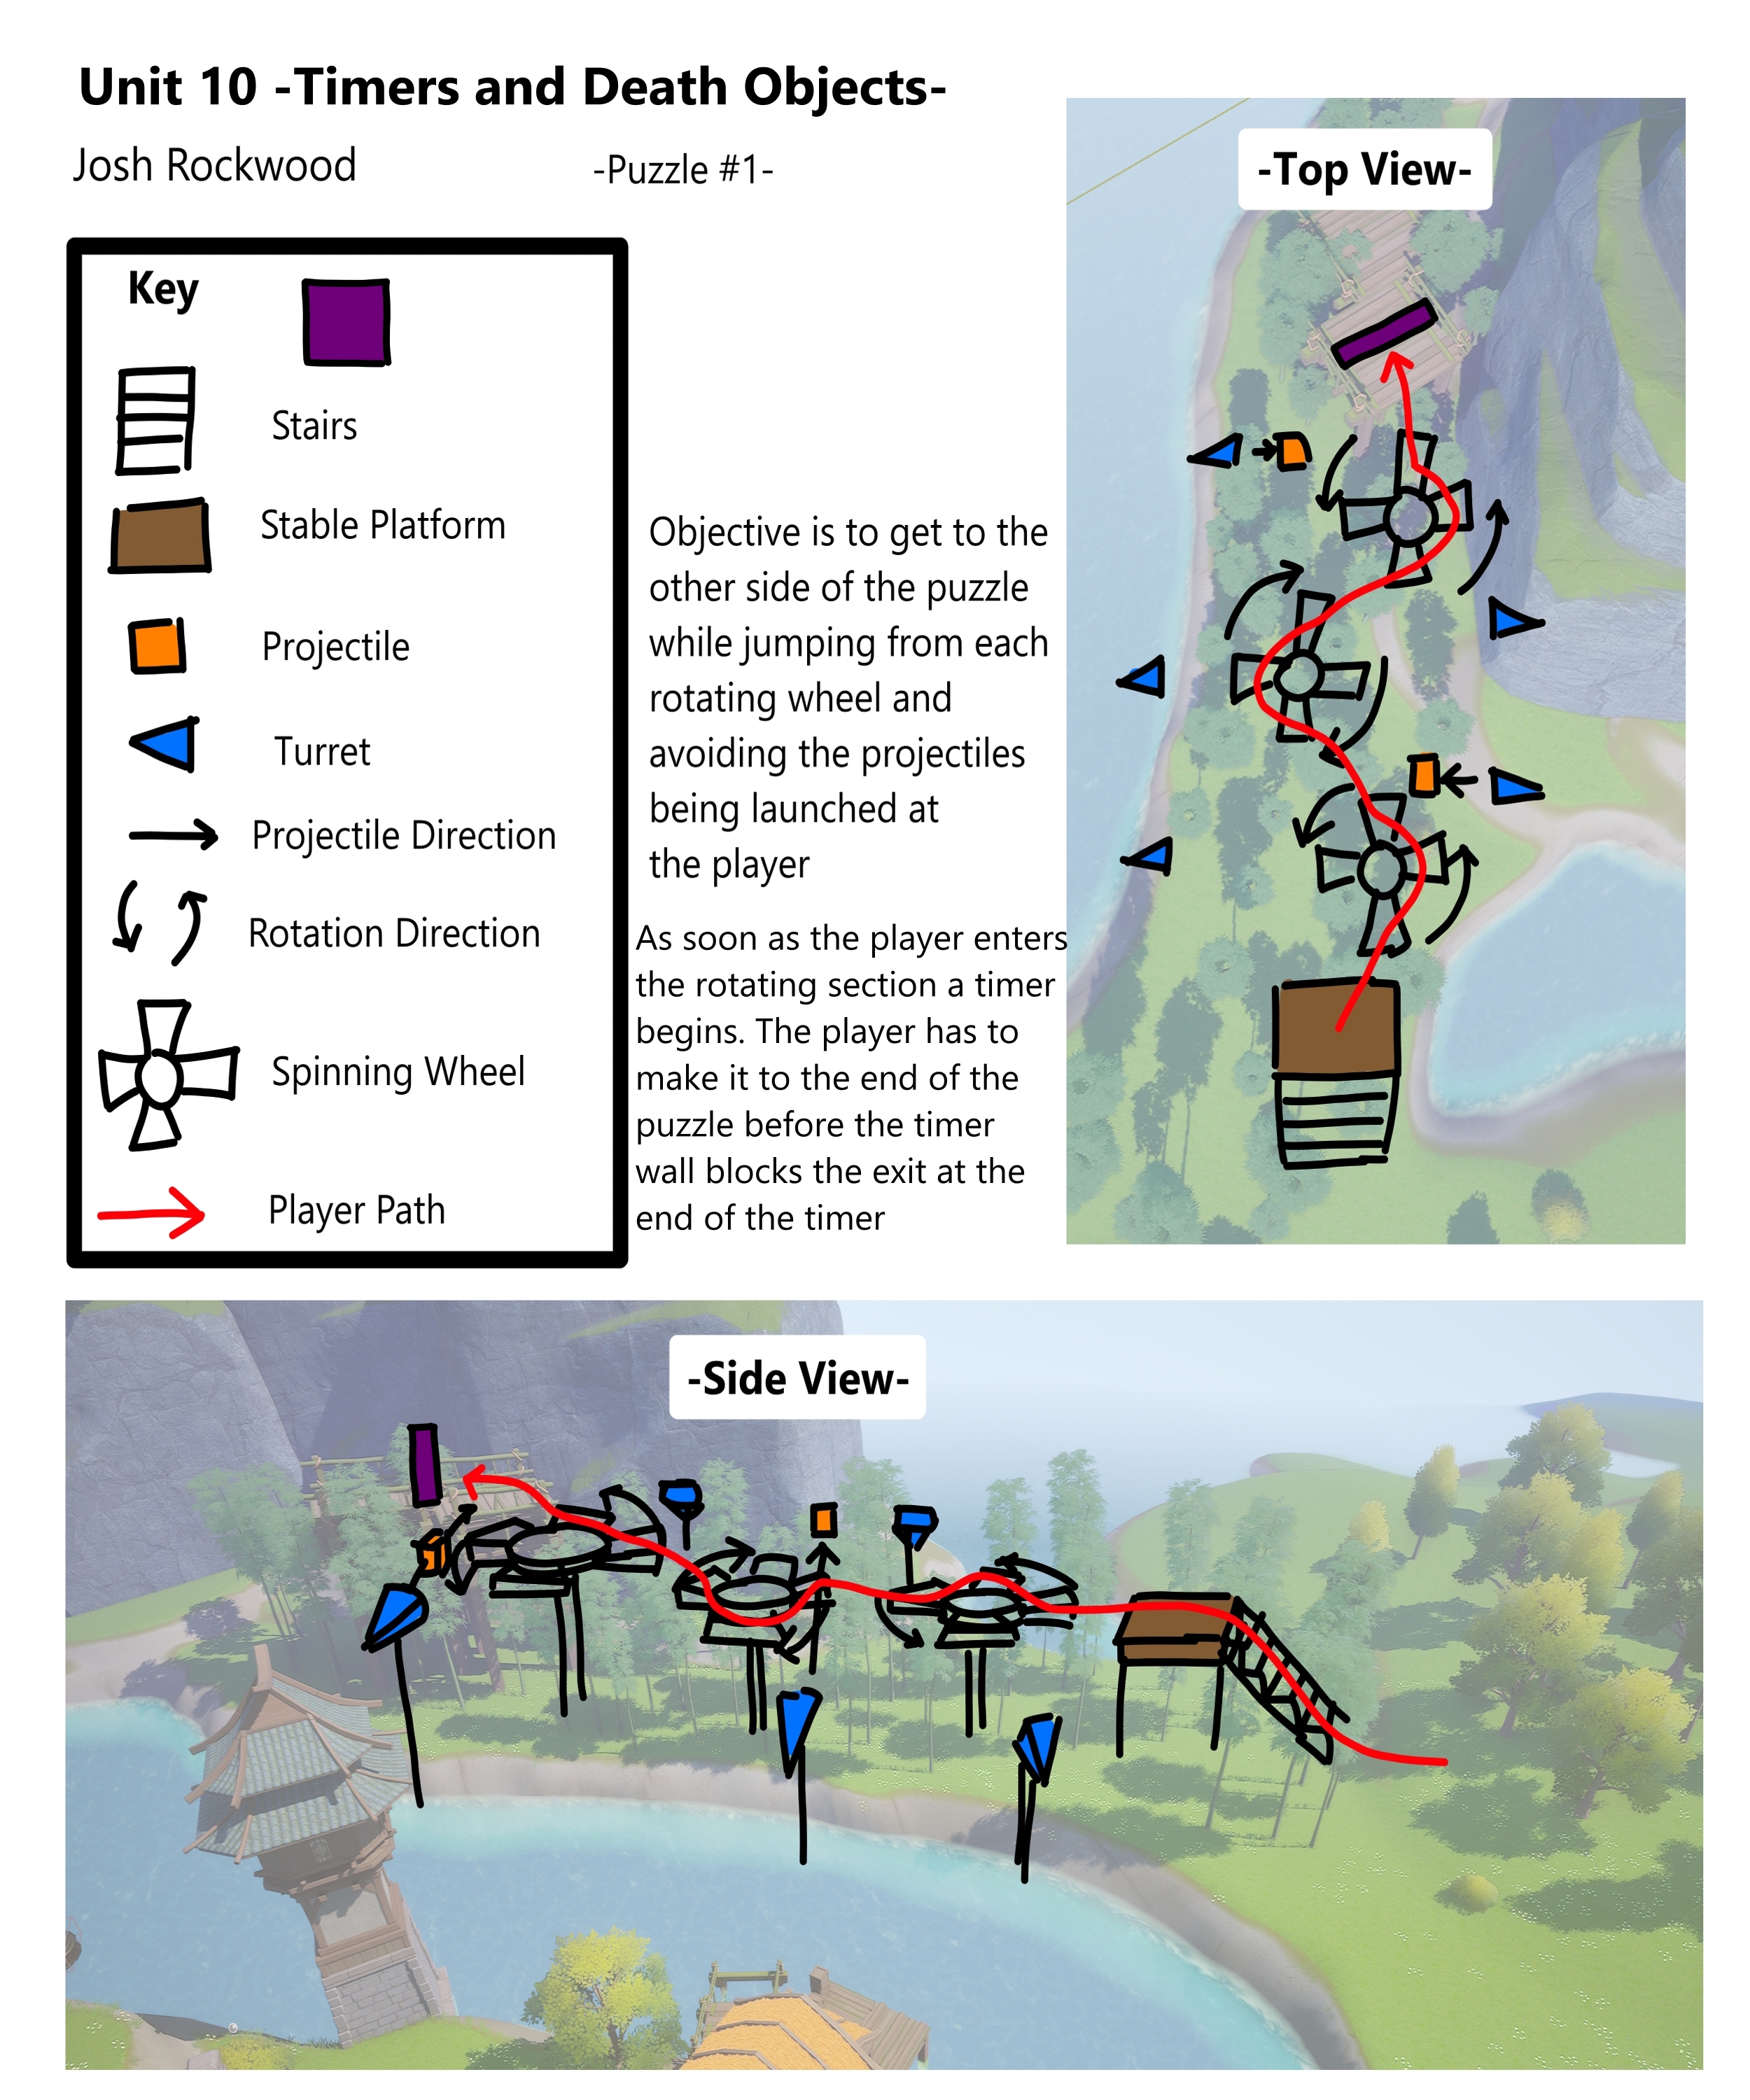 Unit 10 -Timers and Death Objects-
Josh Rockwood
-Puzzle #1-
Key
Stairs
Stable Platform
Projectile
Turret
Projectile Direction
Rotation Direction
Spinning Wheel
Player Path
Objective is to get to the
other side of the puzzle
while jumping from each
rotating wheel and
avoiding the projectiles
being launched at
the player
As soon as the player enters
the rotating section a timer
begins. The player has to
make it to the end of the
puzzle before the timer
wall blocks the exit at the
end of the timer
-Top View-
-Side View-